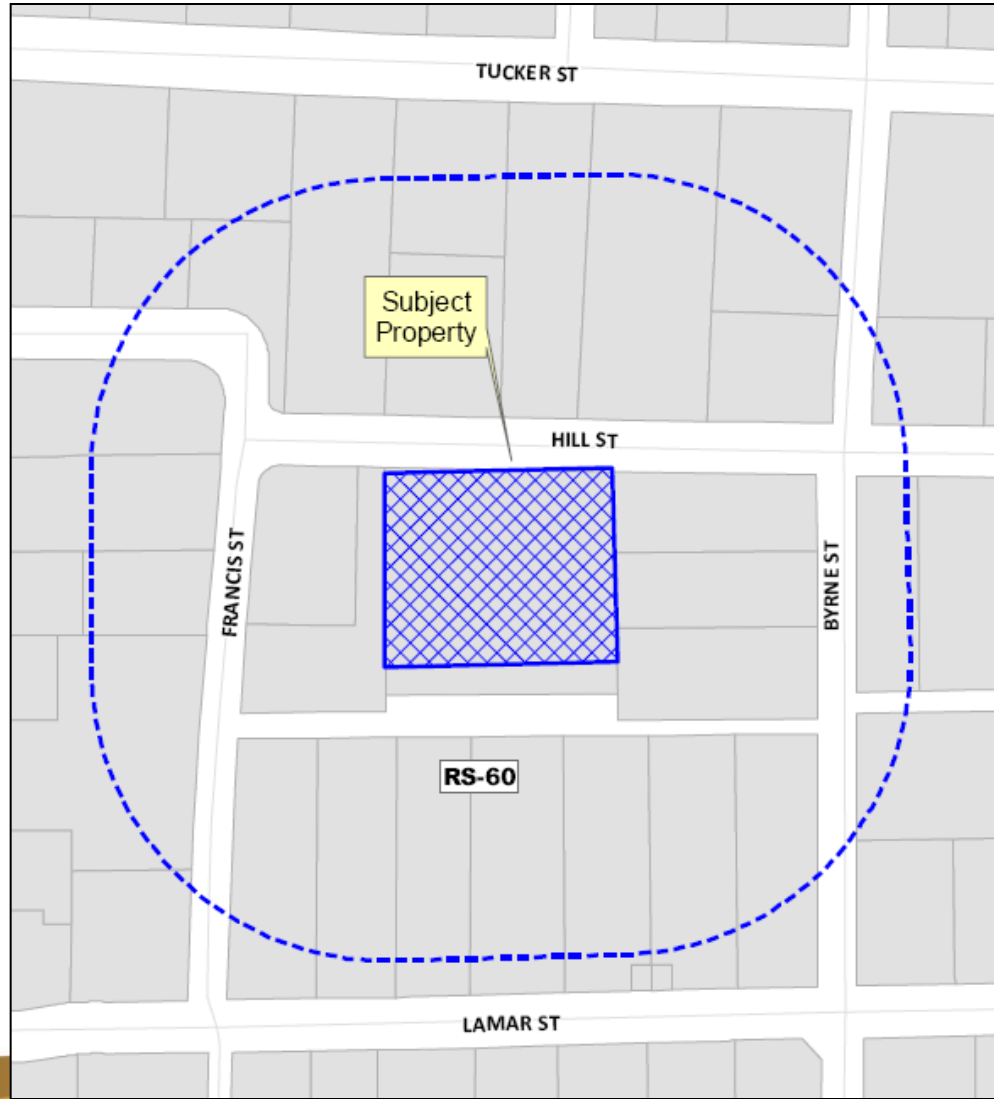 TUCKER ST
Subject
Property
HILL ST
FRANCIS ST
BYRNE ST
RS-60
LAMAR ST